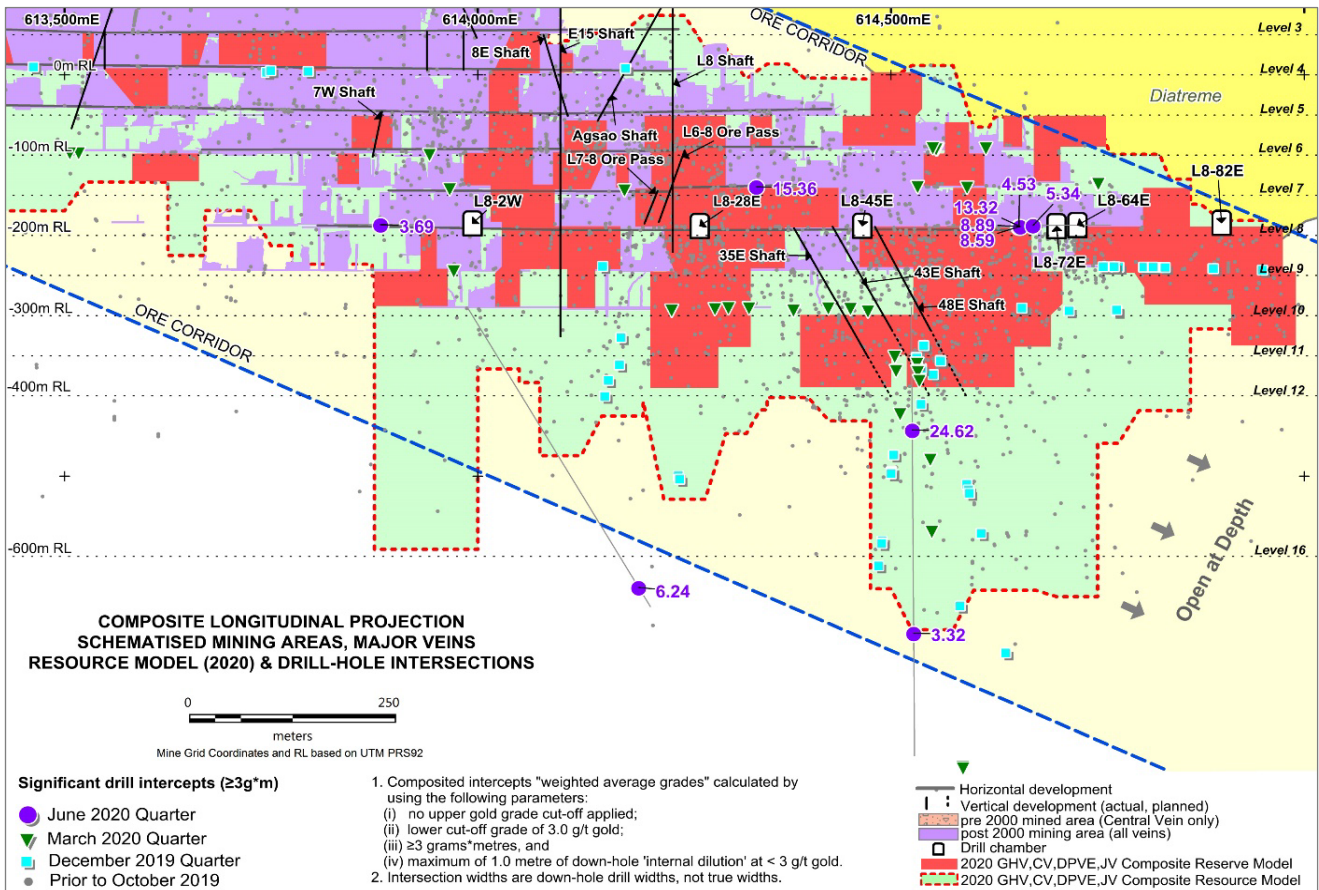 613,500mE
614,000mE
614,500mE
ORE CORRIDOR
Level 3
8E Shaft
E15 Shaft
0m RL
L8 Shaft
Level 4
Diatreme
7W Shaft
Level 5
Agsao Shaft
L6-8 Ore Pass
-100m RL
L7-8 Ore Pass
Level 6
15.36
4.53
5.34
L8-82E
Level 7
L8-2W
L8-28E
L8-45E
13.32
L8-64E
3.69
8.89
-200m RL
8.59
Level 8
35E Shaft
L8-72E
43E Shaft
Level 9
48E Shaft
-300m RL
Level 10
ORE CORRIDOR
Level 11
-400m RL
Level 12
24.62
Open at Depth
-600m RL
Level 16
6.24
3.32
COMPOSITE LONGITUDINAL PROJECTION
SCHEMATISED MINING AREAS, MAJOR VEINS
RESOURCE MODEL (2020) & DRILL-HOLE INTERSECTIONS
0 250
meters
Mine Grid Coordinates and RL based on UTM PRS92
Significant drill intercepts (≥3g*m)
June 2020 Quarter
March 2020 Quarter
December 2019 Quarter
Prior to October 2019
1. Composited intercepts "weighted average grades" calculated by
using the following parameters:
(i) no upper gold grade cut-off applied;
(ii) lower cut-off grade of 3.0 g/t gold;
(iii) ≥3 grams*metres, and
(iv) maximum of 1.0 metre of down-hole 'internal dilution' at < 3 g/t gold.
2. Intersection widths are down-hole drill widths, not true widths.
Horizontal development
Vertical development (actual, planned)
pre 2000 mined area (Central Vein only)
post 2000 mining area (all veins)
Drill chamber
2020 GHV,CV,DPVE,JV Composite Reserve Model
2020 GHV,CV,DPVE,JV Composite Resource Model